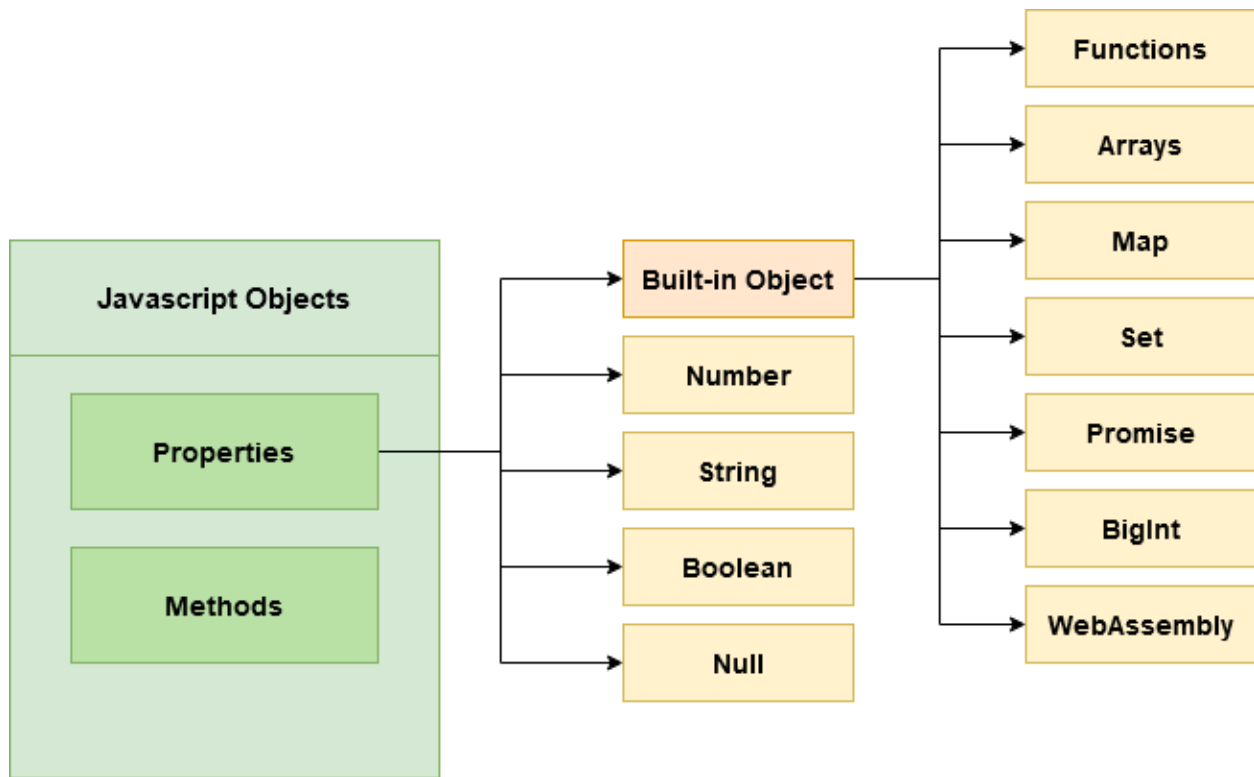 Javascript Objects
Properties
Methods
Built-in Object
Number
String
Boolean
Null
Functions
Arrays
Map
Set
Promise
BigInt
WebAssembly